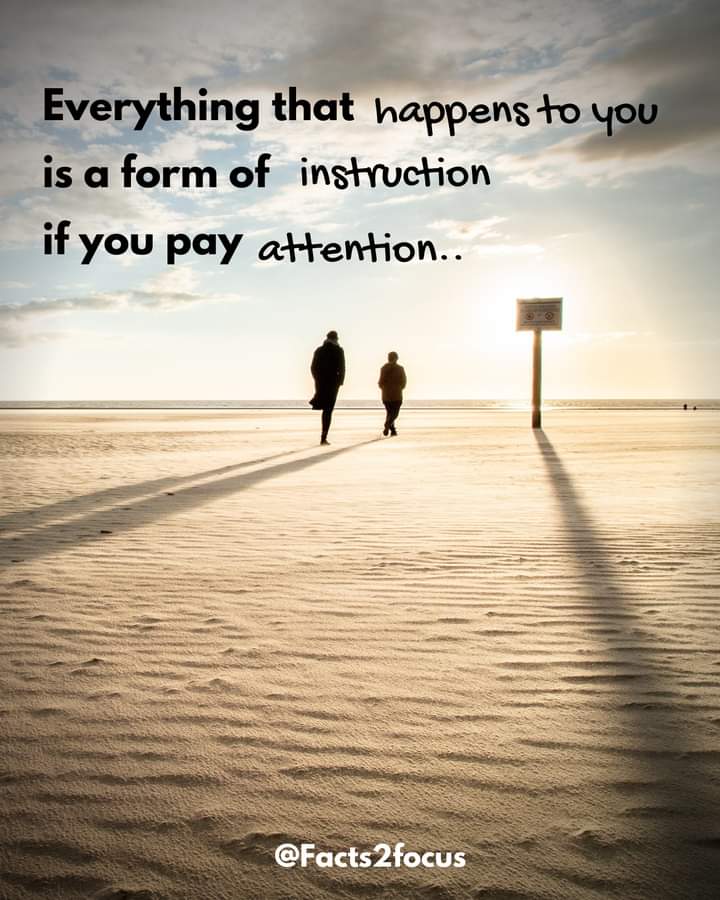 Everything that happens to you
is a form of instruction
if you pay attention..
@Facts2focus